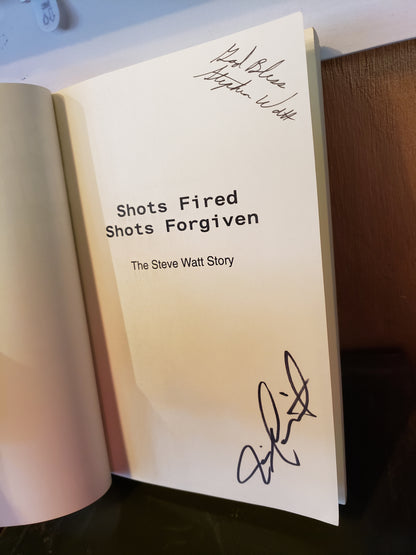 God Bless
Stephen Watt
Shots Fired
Shots Forgiven
The Steve Watt Story